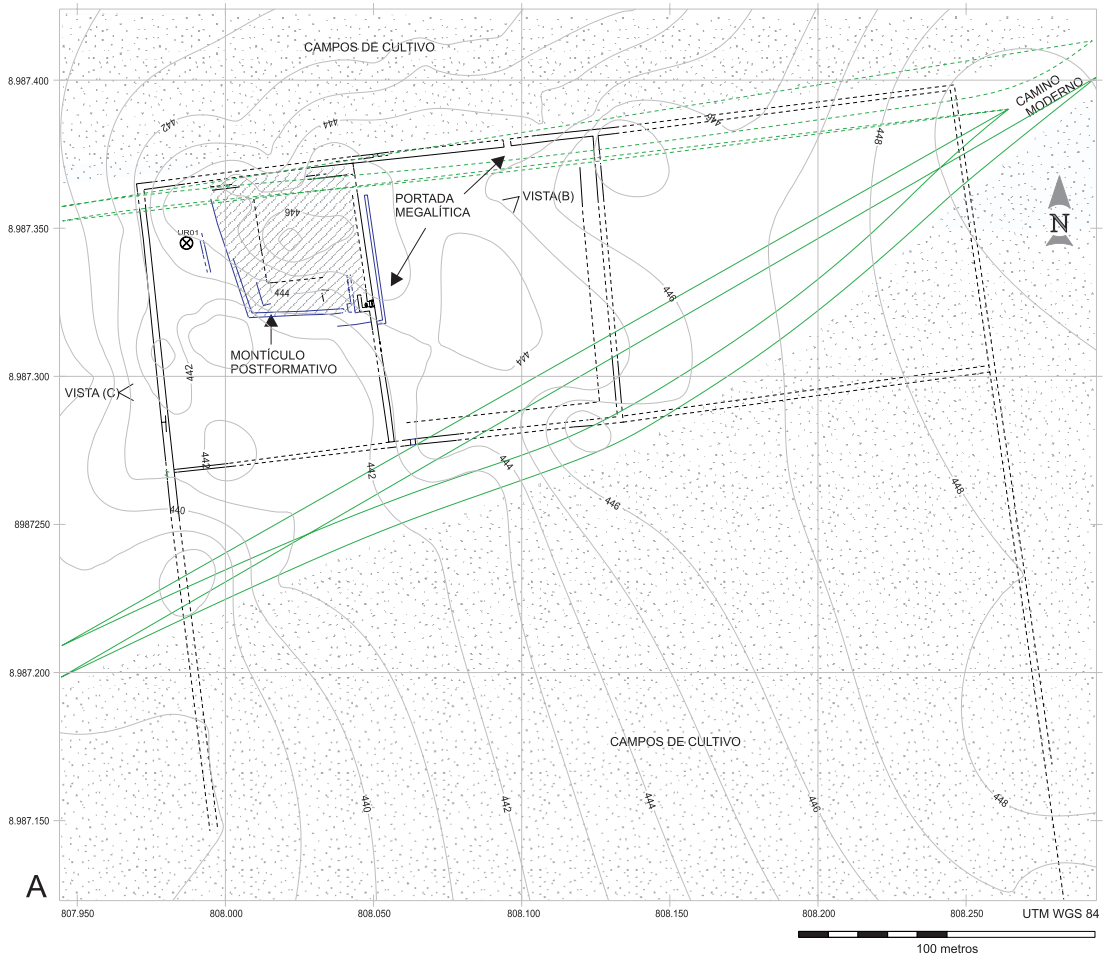 CAMPOS DE CULTIVO
8.987.400
CAMINO
MODERNO
442
444
446
448
PORTADA
MEGALÍTICA
VISTA(B)
446
N
8.987.350
UR01
444
446
MONTÍCULO
POSTFORMATIVO
444
442
8.987.300
VISTA (C)
442
442
444
446
448
440
8987250
8.987.200
CAMPOS DE CULTIVO
440
442
444
446
448
8.987.150
A
807.950
808.000
808.050
808.100
808.150
808.200
808.250
UTM WGS 84
100 metros